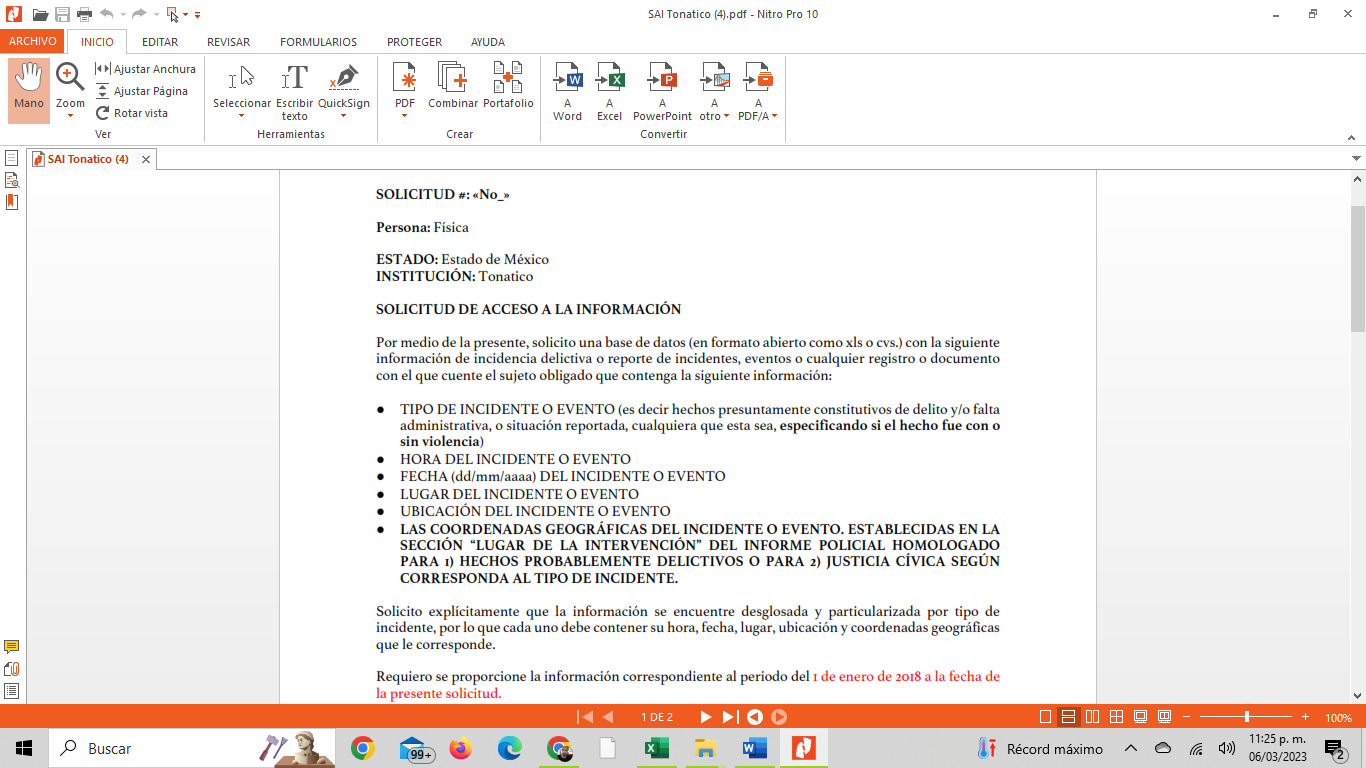 SAI Tonatico (4).pdf - Nitro Pro 10
ARCHIVO INICIO EDITAR REVISAR FORMULARIOS PROTEGER AYUDA
Mano
Zoom
Ajustar Anchura
Ajustar Página
Rotar vista
Ver
Seleccionar
Escribir
texto
QuickSign
Herramientas
PDF
Combinar
Portafolio
Crear
A
Word
A
Excel
A
PowerPoint
A
otro
A
PDF/A
Convertir
SAI Tonatico (4)
SOLICITUD #: «No_»
Persona: Física
ESTADO: Estado de México
INSTITUCIÓN: Tonatico
SOLICITUD DE ACCESO A LA INFORMACIÓN
Por medio de la presente, solicito una base de datos (en formato abierto como xls o cvs.) con la siguiente
información de incidencia delictiva o reporte de incidentes, eventos o cualquier registro o documento
con el que cuente el sujeto obligado que contenga la siguiente información:
● TIPO DE INCIDENTE O EVENTO (es decir hechos presuntamente constitutivos de delito y/o falta
administrativa, o situación reportada, cualquiera que esta sea, especificando si el hecho fue con o
sin violencia)
● HORA DEL INCIDENTE O EVENTO
● FECHA (dd/mm/aaaa) DEL INCIDENTE O EVENTO
● LUGAR DEL INCIDENTE O EVENTO
● UBICACIÓN DEL INCIDENTE O EVENTO
● LAS COORDENADAS GEOGRÁFICAS DEL INCIDENTE O EVENTO. ESTABLECIDAS EN LA
SECCIÓN “LUGAR DE LA INTERVENCIÓN” DEL INFORME POLICIAL HOMOLOGADO
PARA 1) HECHOS PROBABLEMENTE DELICTIVOS O PARA 2) JUSTICIA CÍVICA SEGÚN
CORRESPONDA AL TIPO DE INCIDENTE.
Solicito explícitamente que la información se encuentre desglosada y particularizada por tipo de
incidente, por lo que cada uno debe contener su hora, fecha, lugar, ubicación y coordenadas geográficas
que le corresponde.
Requiero se proporcione la información correspondiente al periodo del 1 de enero de 2018 a la fecha de
la presente solicitud.
1 DE 2
100%
Buscar
99+
Récord máximo
11:25 p. m.
06/03/2023
2